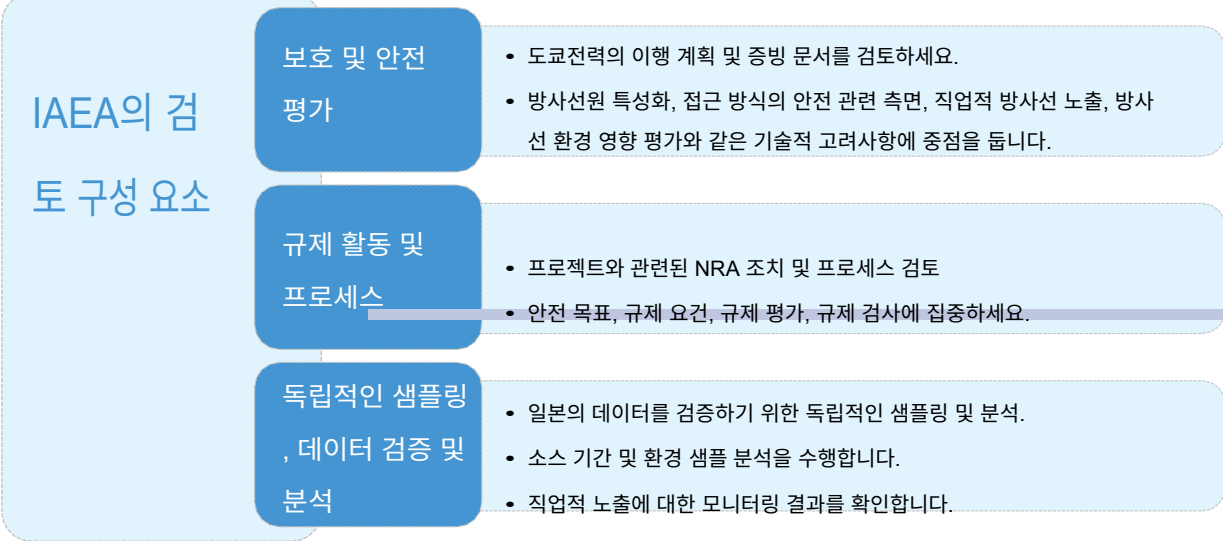 IAEA의 검
토 구성 요소
보호 및 안전
평가
• 도쿄전력의 이행 계획 및 증빙 문서를 검토하세요.
• 방사선원 특성화, 접근 방식의 안전 관련 측면, 직업적 방사선 노출, 방사
선 환경 영향 평가와 같은 기술적 고려사항에 중점을 둡니다.
규제 활동 및
프로세스
• 프로젝트와 관련된 NRA 조치 및 프로세스 검토
• 안전 목표, 규제 요건, 규제 평가, 규제 검사에 집중하세요.
독립적인 샘플링
, 데이터 검증 및
분석
• 일본의 데이터를 검증하기 위한 독립적인 샘플링 및 분석.
• 소스 기간 및 환경 샘플 분석을 수행합니다.
• 직업적 노출에 대한 모니터링 결과를 확인합니다.